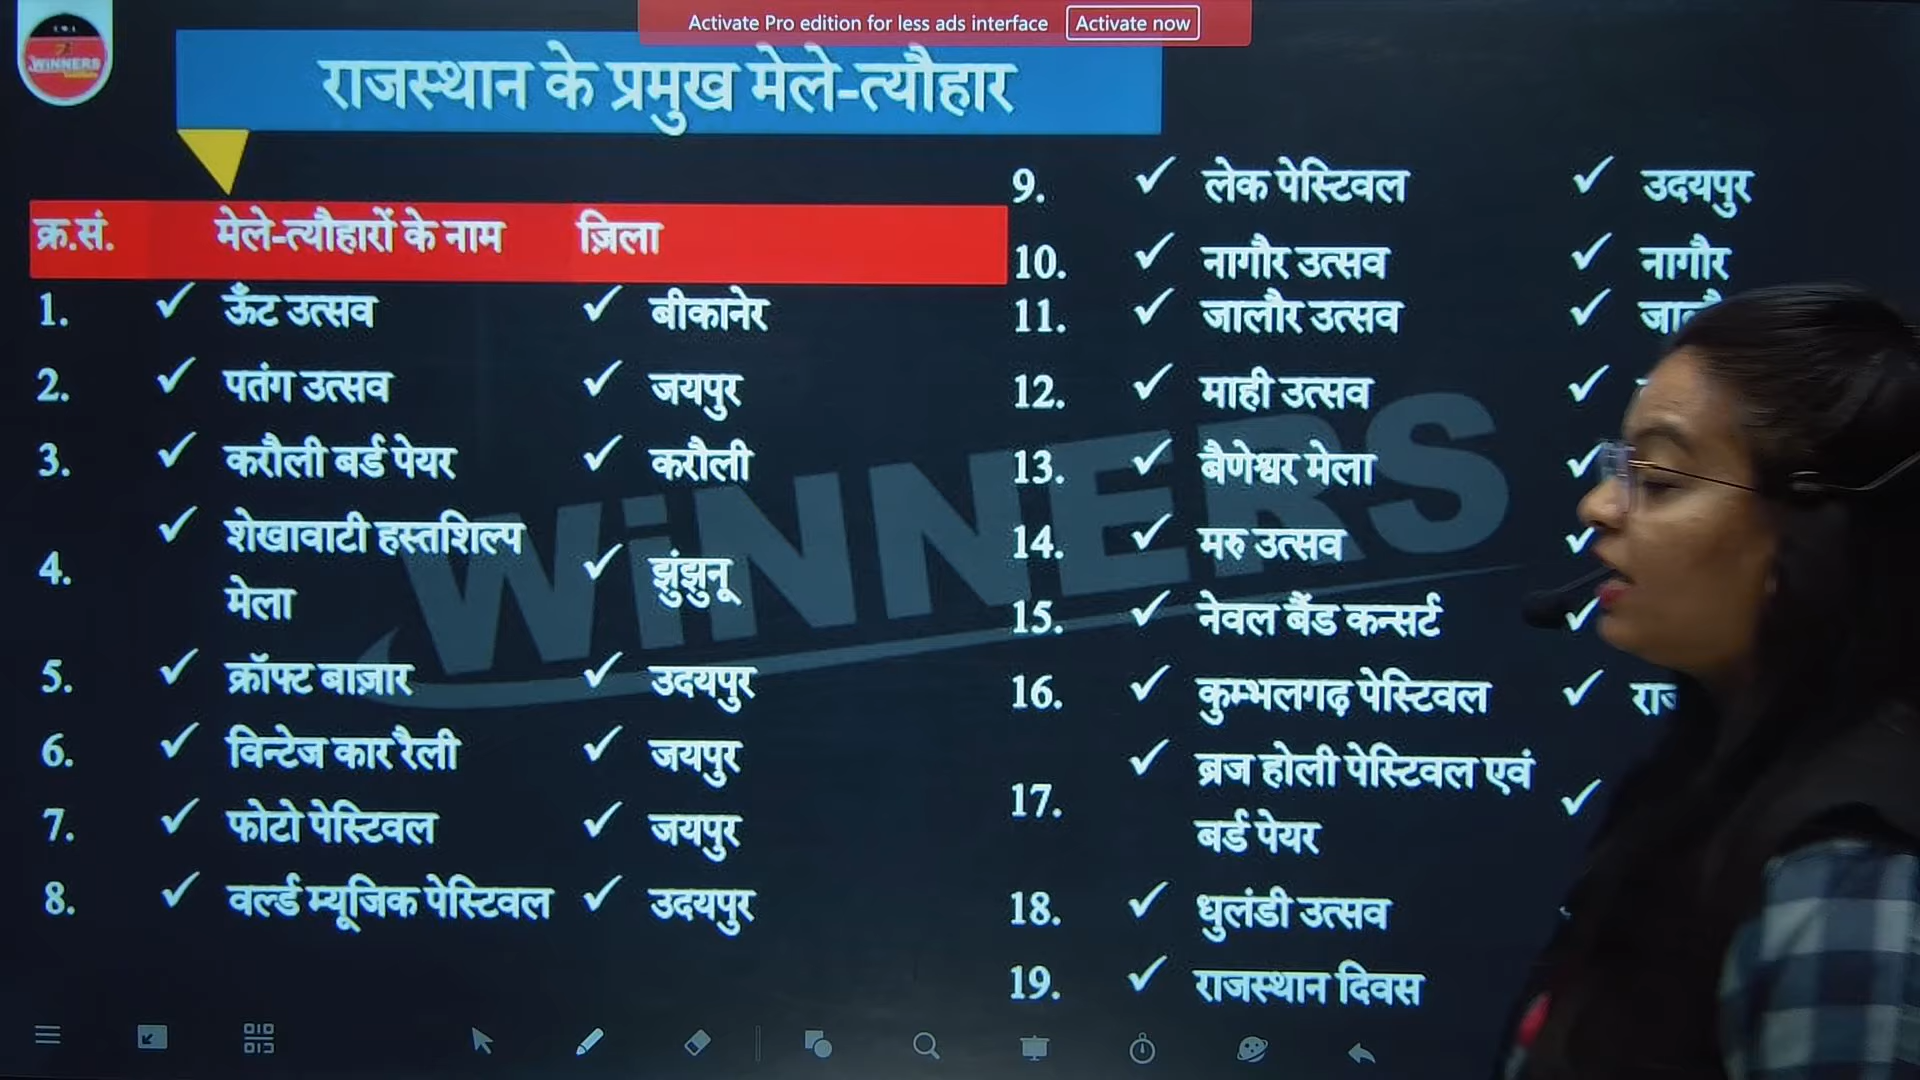 Activate Pro edition for less ads interface Activate now
WiNNERS
राजस्थान के प्रमुख मेले-त्यौहार
क्र.सं. मेले-त्यौहारों के नाम ज़िला
1. ✓ ऊँट उत्सव ✓ बीकानेर
2. ✓ पतंग उत्सव ✓ जयपुर
3. ✓ करौली बर्ड पेयर ✓ करौली
4. ✓ शेखावाटी हस्तशिल्प
मेला ✓ झुंझुनू
5. ✓ क्रॉफ्ट बाज़ार ✓ उदयपुर
6. ✓ विन्टेज कार रैली ✓ जयपुर
7. ✓ फोटो पेस्टिवल ✓ जयपुर
8. ✓ वर्ल्ड म्यूजिक पेस्टिवल ✓ उदयपुर
9. ✓ लेक पेस्टिवल ✓ उदयपुर
10. ✓ नागौर उत्सव ✓ नागौर
11. ✓ जालौर उत्सव ✓
12. ✓ माही उत्सव ✓
13. ✓ बैणेश्वर मेला ✓
14. ✓ मरु उत्सव ✓
15. ✓ नेवल बैंड कन्सर्ट ✓
16. ✓ कुम्भलगढ़ पेस्टिवल ✓
17. ✓ ब्रज होली पेस्टिवल एवं
बर्ड पेयर ✓
18. ✓ धुलंडी उत्सव
19. ✓ राजस्थान दिवस
WiNNERS